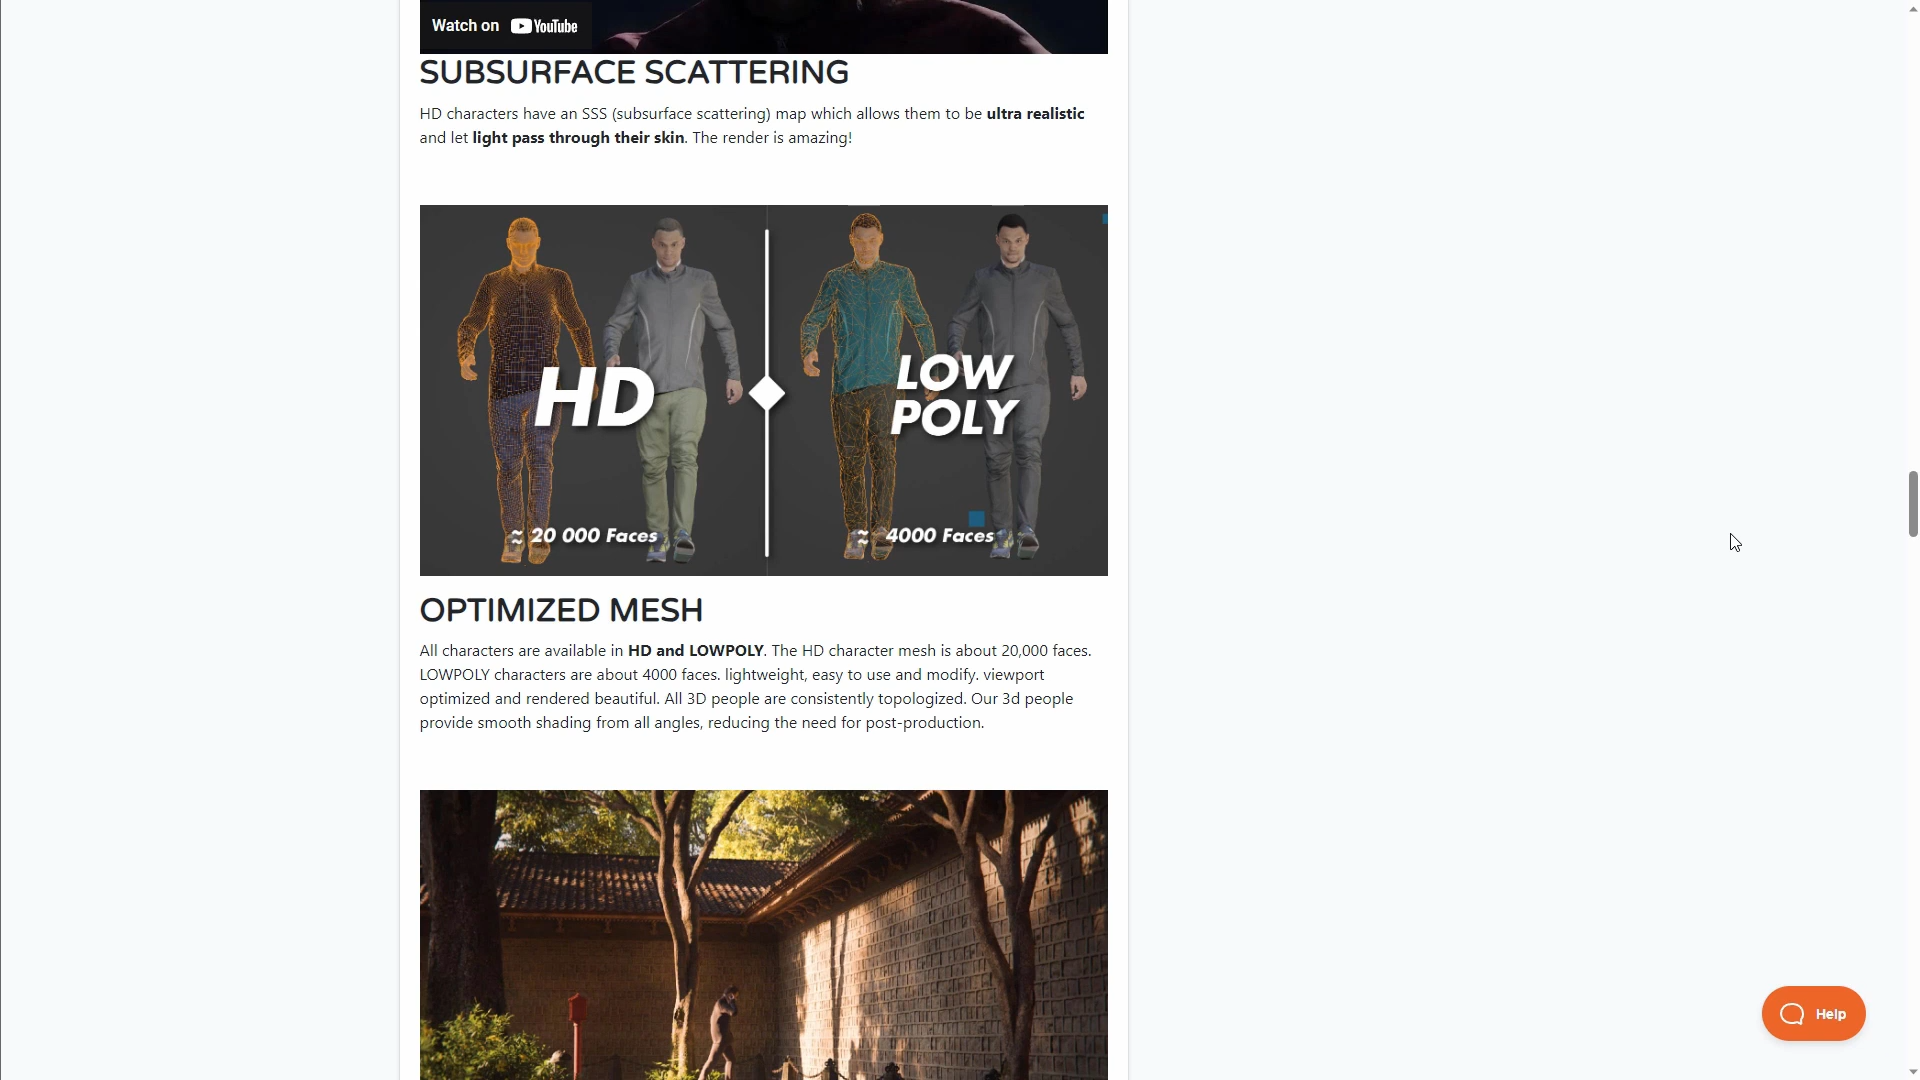 Watch on YouTube
SUBSURFACE SCATTERING
HD characters have an SSS (subsurface scattering) map which allows them to be ultra realistic
and let light pass through their skin. The render is amazing!
HD
LOW
POLY
≈ 20 000 Faces
≈ 4000 Faces
OPTIMIZED MESH
All characters are available in HD and LOWPOLY. The HD character mesh is about 20,000 faces.
LOWPOLY characters are about 4000 faces. lightweight, easy to use and modify. viewport
optimized and rendered beautiful. All 3D people are consistently topologized. Our 3d people
provide smooth shading from all angles, reducing the need for post-production.
Help